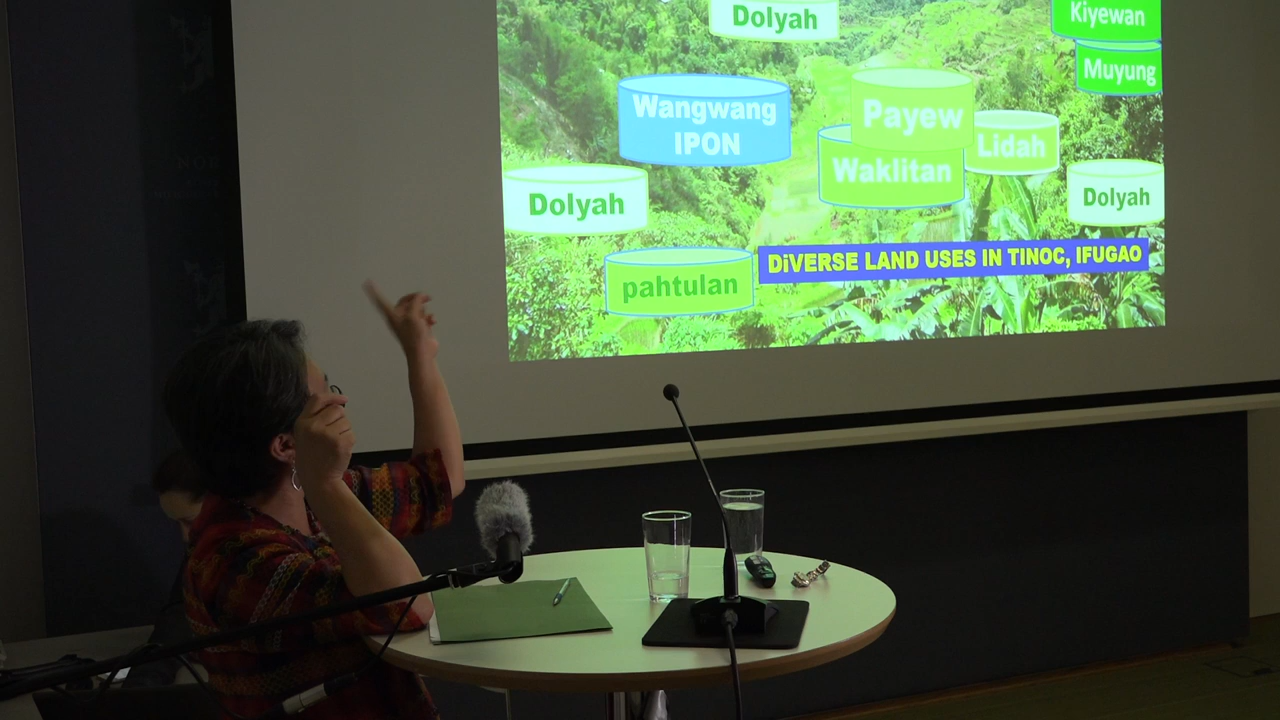 Dolyah
Kiyewan
Muyung
Wangwang
IPON
Payew
Waklitan
Lidah
Dolyah
Dolyah
pahtulan
DiVERSE LAND USES IN TINOC, IFUGAO